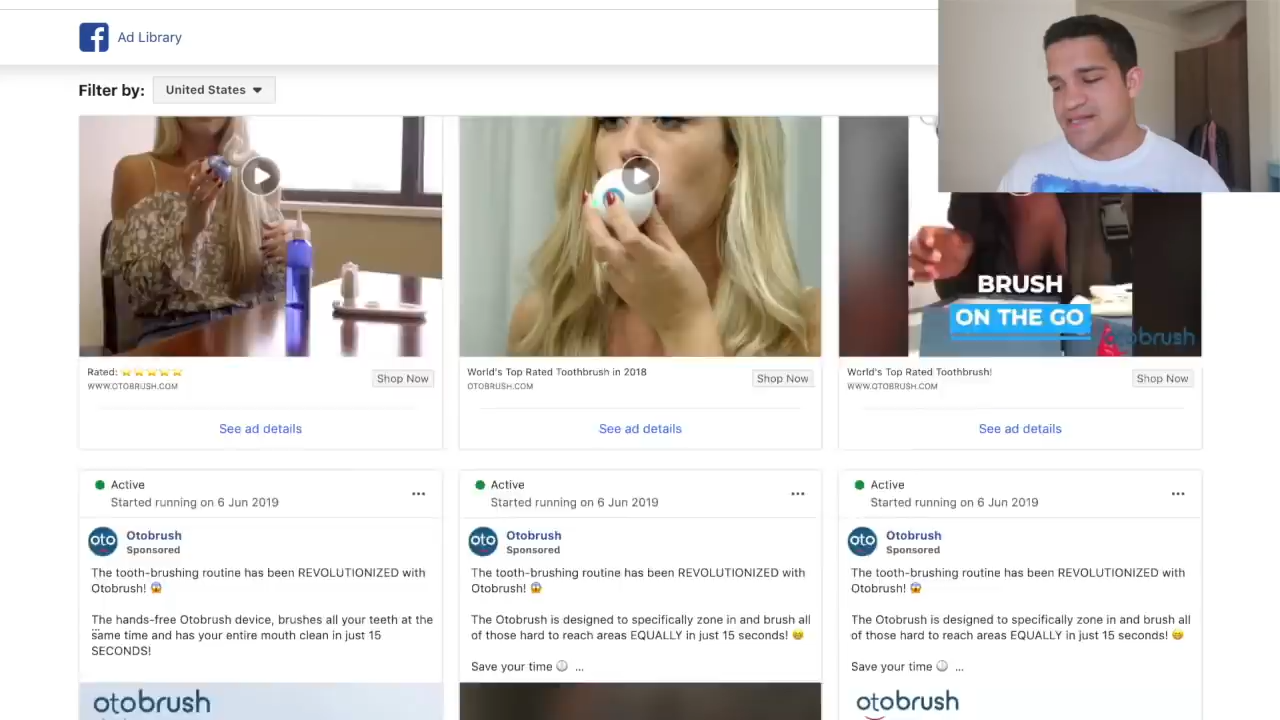 Ad Library
Filter by:
United States
BRUSH
ON THE GO
otobrush
Rated: ⭐⭐⭐⭐⭐
WWW.OTOBRUSH.COM
Shop Now
World's Top Rated Toothbrush in 2018
OTOBRUSH.COM
Shop Now
World's Top Rated Toothbrush!
WWW.OTOBRUSH.COM
Shop Now
See ad details
See ad details
See ad details
Active
Started running on 6 Jun 2019
...
oto
Otobrush
Sponsored
The tooth-brushing routine has been REVOLUTIONIZED with
Otobrush! 😱
The hands-free Otobrush device, brushes all your teeth at the
same time and has your entire mouth clean in just 15
SECONDS!
...
otobrush
Active
Started running on 6 Jun 2019
...
oto
Otobrush
Sponsored
The tooth-brushing routine has been REVOLUTIONIZED with
Otobrush! 😱
The Otobrush is designed to specifically zone in and brush all
of those hard to reach areas EQUALLY in just 15 seconds! 😁
Save your time ⏱ ...
Active
Started running on 6 Jun 2019
...
oto
Otobrush
Sponsored
The tooth-brushing routine has been REVOLUTIONIZED with
Otobrush! 😱
The Otobrush is designed to specifically zone in and brush all
of those hard to reach areas EQUALLY in just 15 seconds! 😁
Save your time ⏱ ...
otobrush